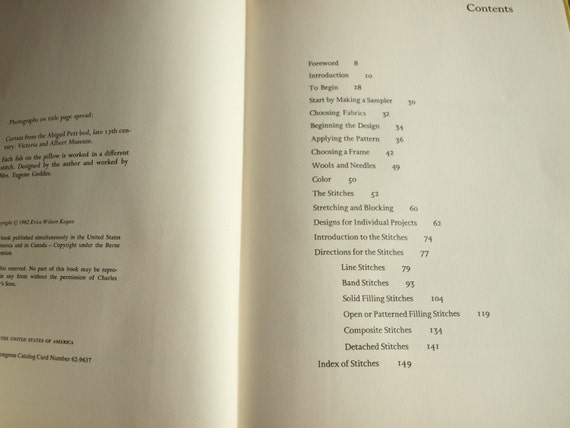 Photographs on title page spread:
Curtain from the Abigail Pett bed, late 17th cen-
tury, Victoria and Albert Museum.
Each fish on the pillow is worked in a different
stitch. Designed by the author and worked by
Mrs. Eugene Geddes.
© 1962 Erica Wilson Kagan
book published simultaneously in the United States
and in Canada – Copyright under the Berne
reserved. No part of this book may be repro-
in any form without the permission of Charles
Sons.
THE UNITED STATES OF AMERICA
Catalog Card Number 62-9637
Contents
Foreword 8
Introduction 10
To Begin 28
Start by Making a Sampler 30
Choosing Fabrics 32
Beginning the Design 34
Applying the Pattern 36
Choosing a Frame 42
Wools and Needles 49
Color 50
The Stitches 52
Stretching and Blocking 60
Designs for Individual Projects 62
Introduction to the Stitches 74
Directions for the Stitches 77
Line Stitches 79
Band Stitches 93
Solid Filling Stitches 104
Open or Patterned Filling Stitches 119
Composite Stitches 134
Detached Stitches 141
Index of Stitches 149